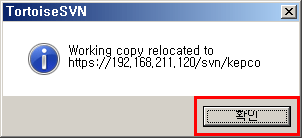 TortoiseSVN
Working copy relocated to
https://192,168,211,120/svn/kepco
확인